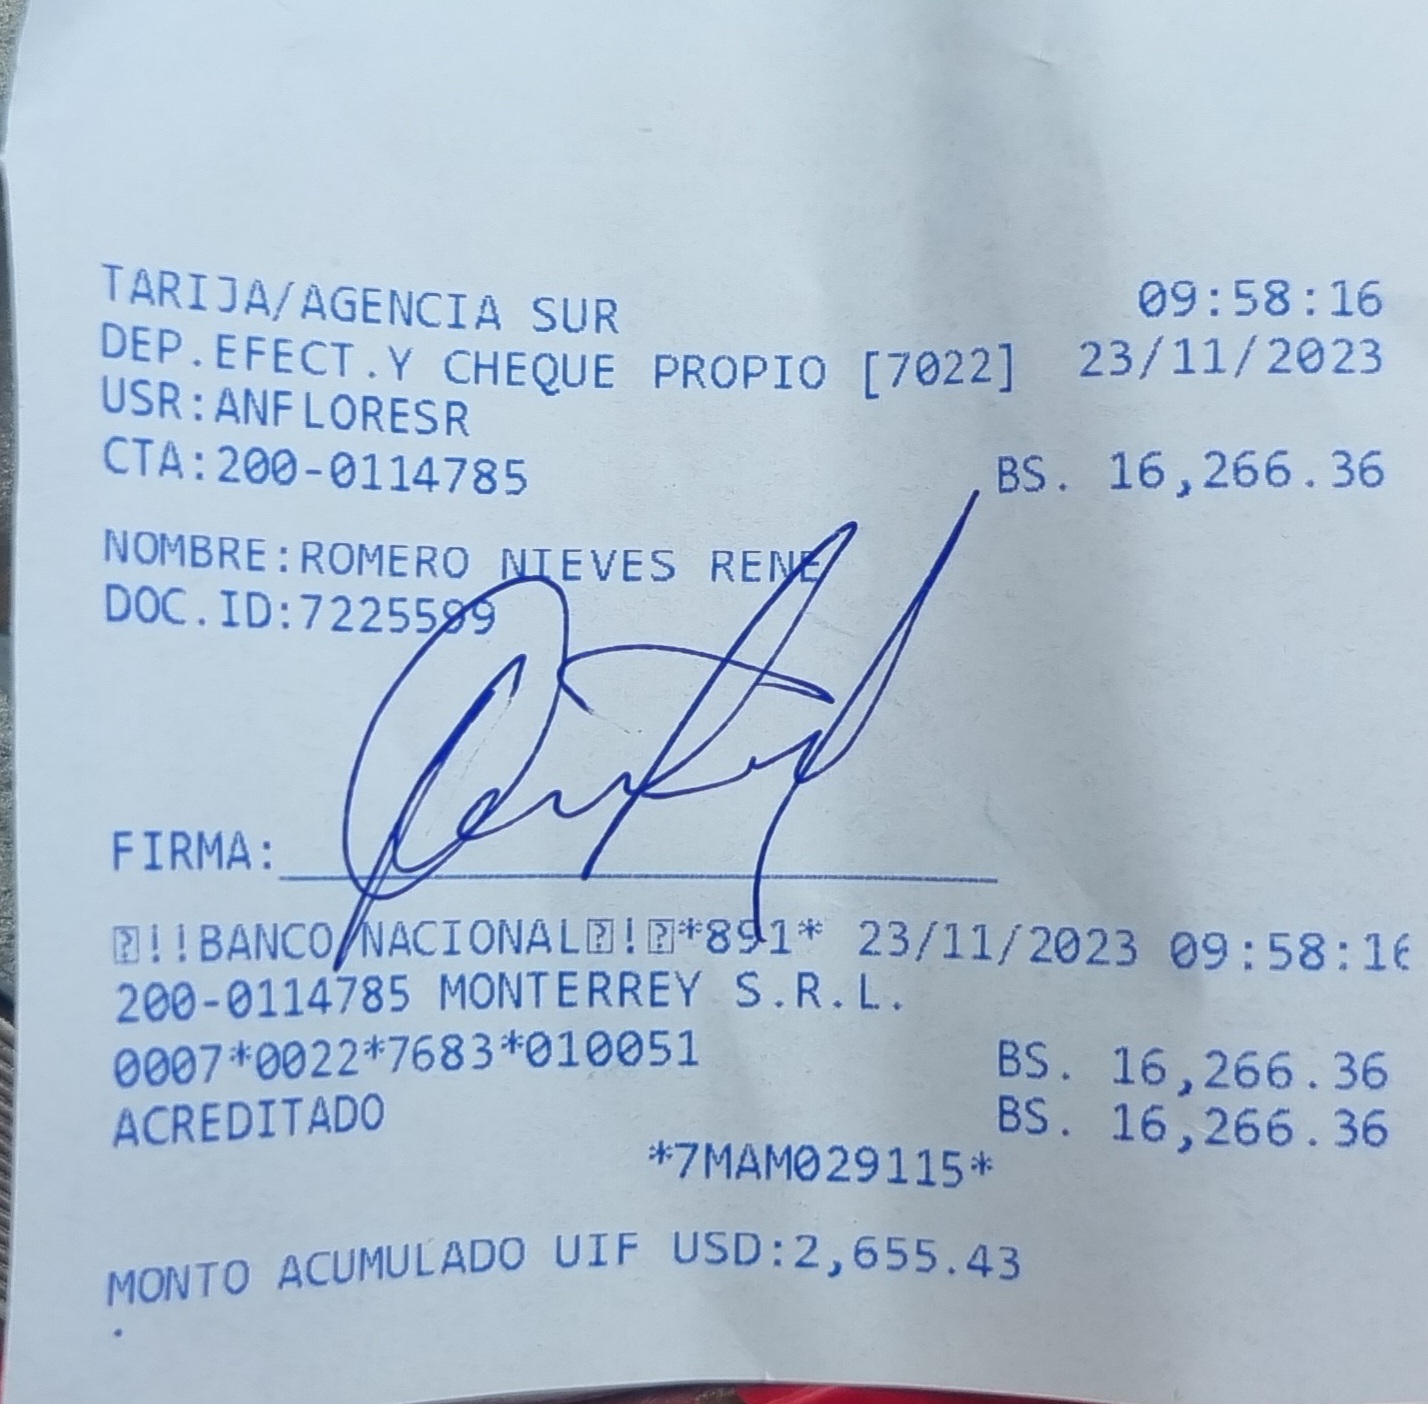 TARIJA/AGENCIA SUR 09:58:16
DEP.EFECT.Y CHEQUE PROPIO [7022] 23/11/2023
USR:ANFLORESR
CTA:200-0114785 BS. 16,266.36
NOMBRE:ROMERO NIEVES RENE
DOC.ID:7225599
FIRMA:
⍰!!BANCO NACIONAL⍰!⍰*891* 23/11/2023 09:58:16
200-0114785 MONTERREY S.R.L.
0007*0022*7683*010051 BS. 16,266.36
ACREDITADO BS. 16,266.36
*7MAM029115*
MONTO ACUMULADO UIF USD:2,655.43
.